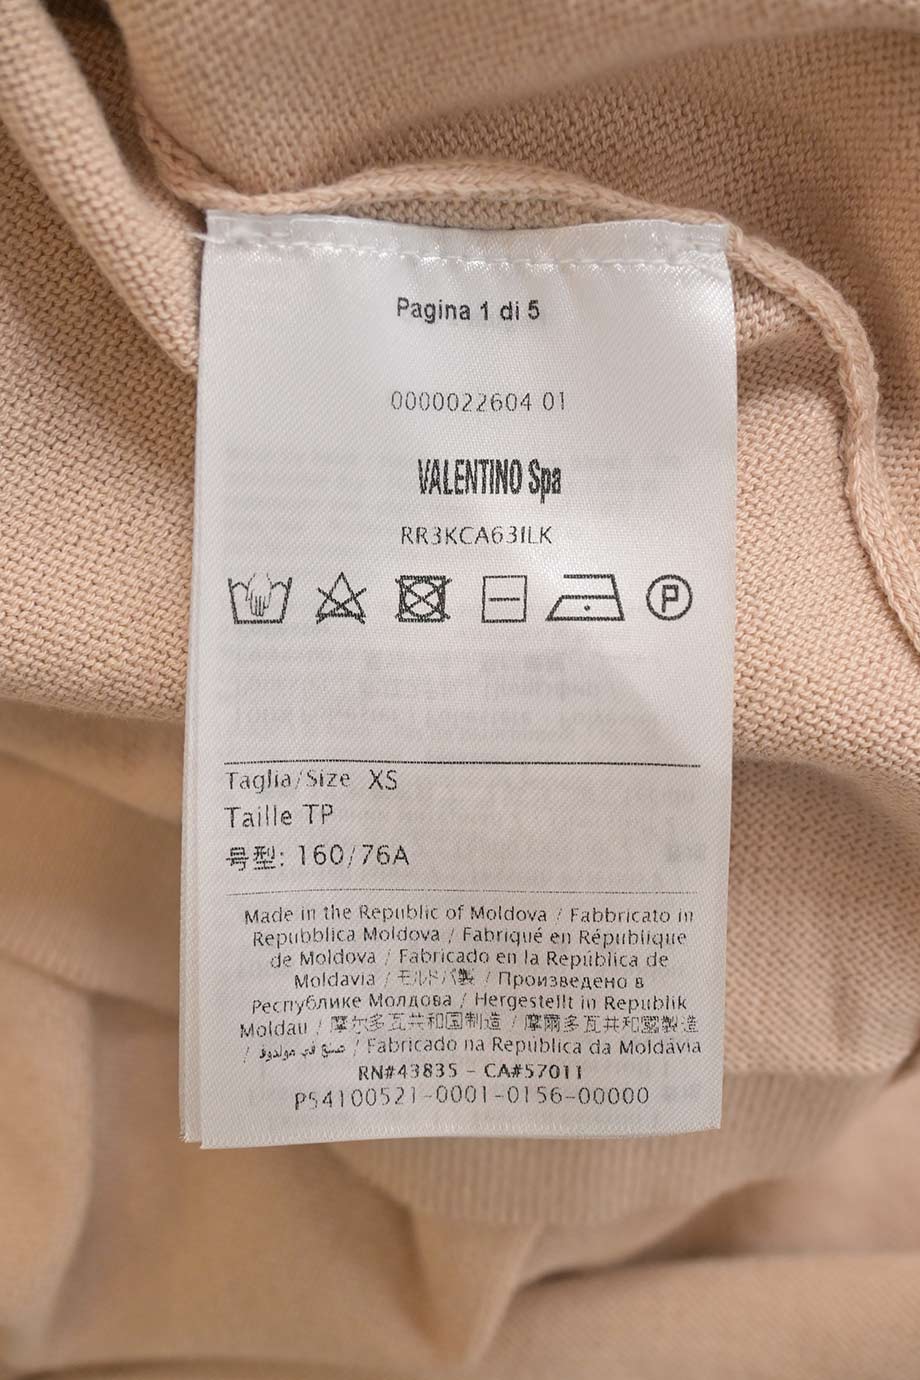 Pagina 1 di 5
0000022604 01
VALENTINO Spa
RR3KCA63ILK
P
Taglia/Size XS
Taille TP
号型: 160/76A
Made in the Republic of Moldova / Fabbricato in
Repubblica Moldova / Fabriqué en République
de Moldova / Fabricado en la República de
Moldavia / モルドバ製 / Произведено в
Республике Молдова / Hergestellt in Republik
Moldau / 摩尔多瓦共和国制造 / 摩爾多瓦共和國製造
/ صنع في مولدوفا / Fabricado na República da Moldávia
RN#43835 - CA#57011
P54100521-0001-0156-00000